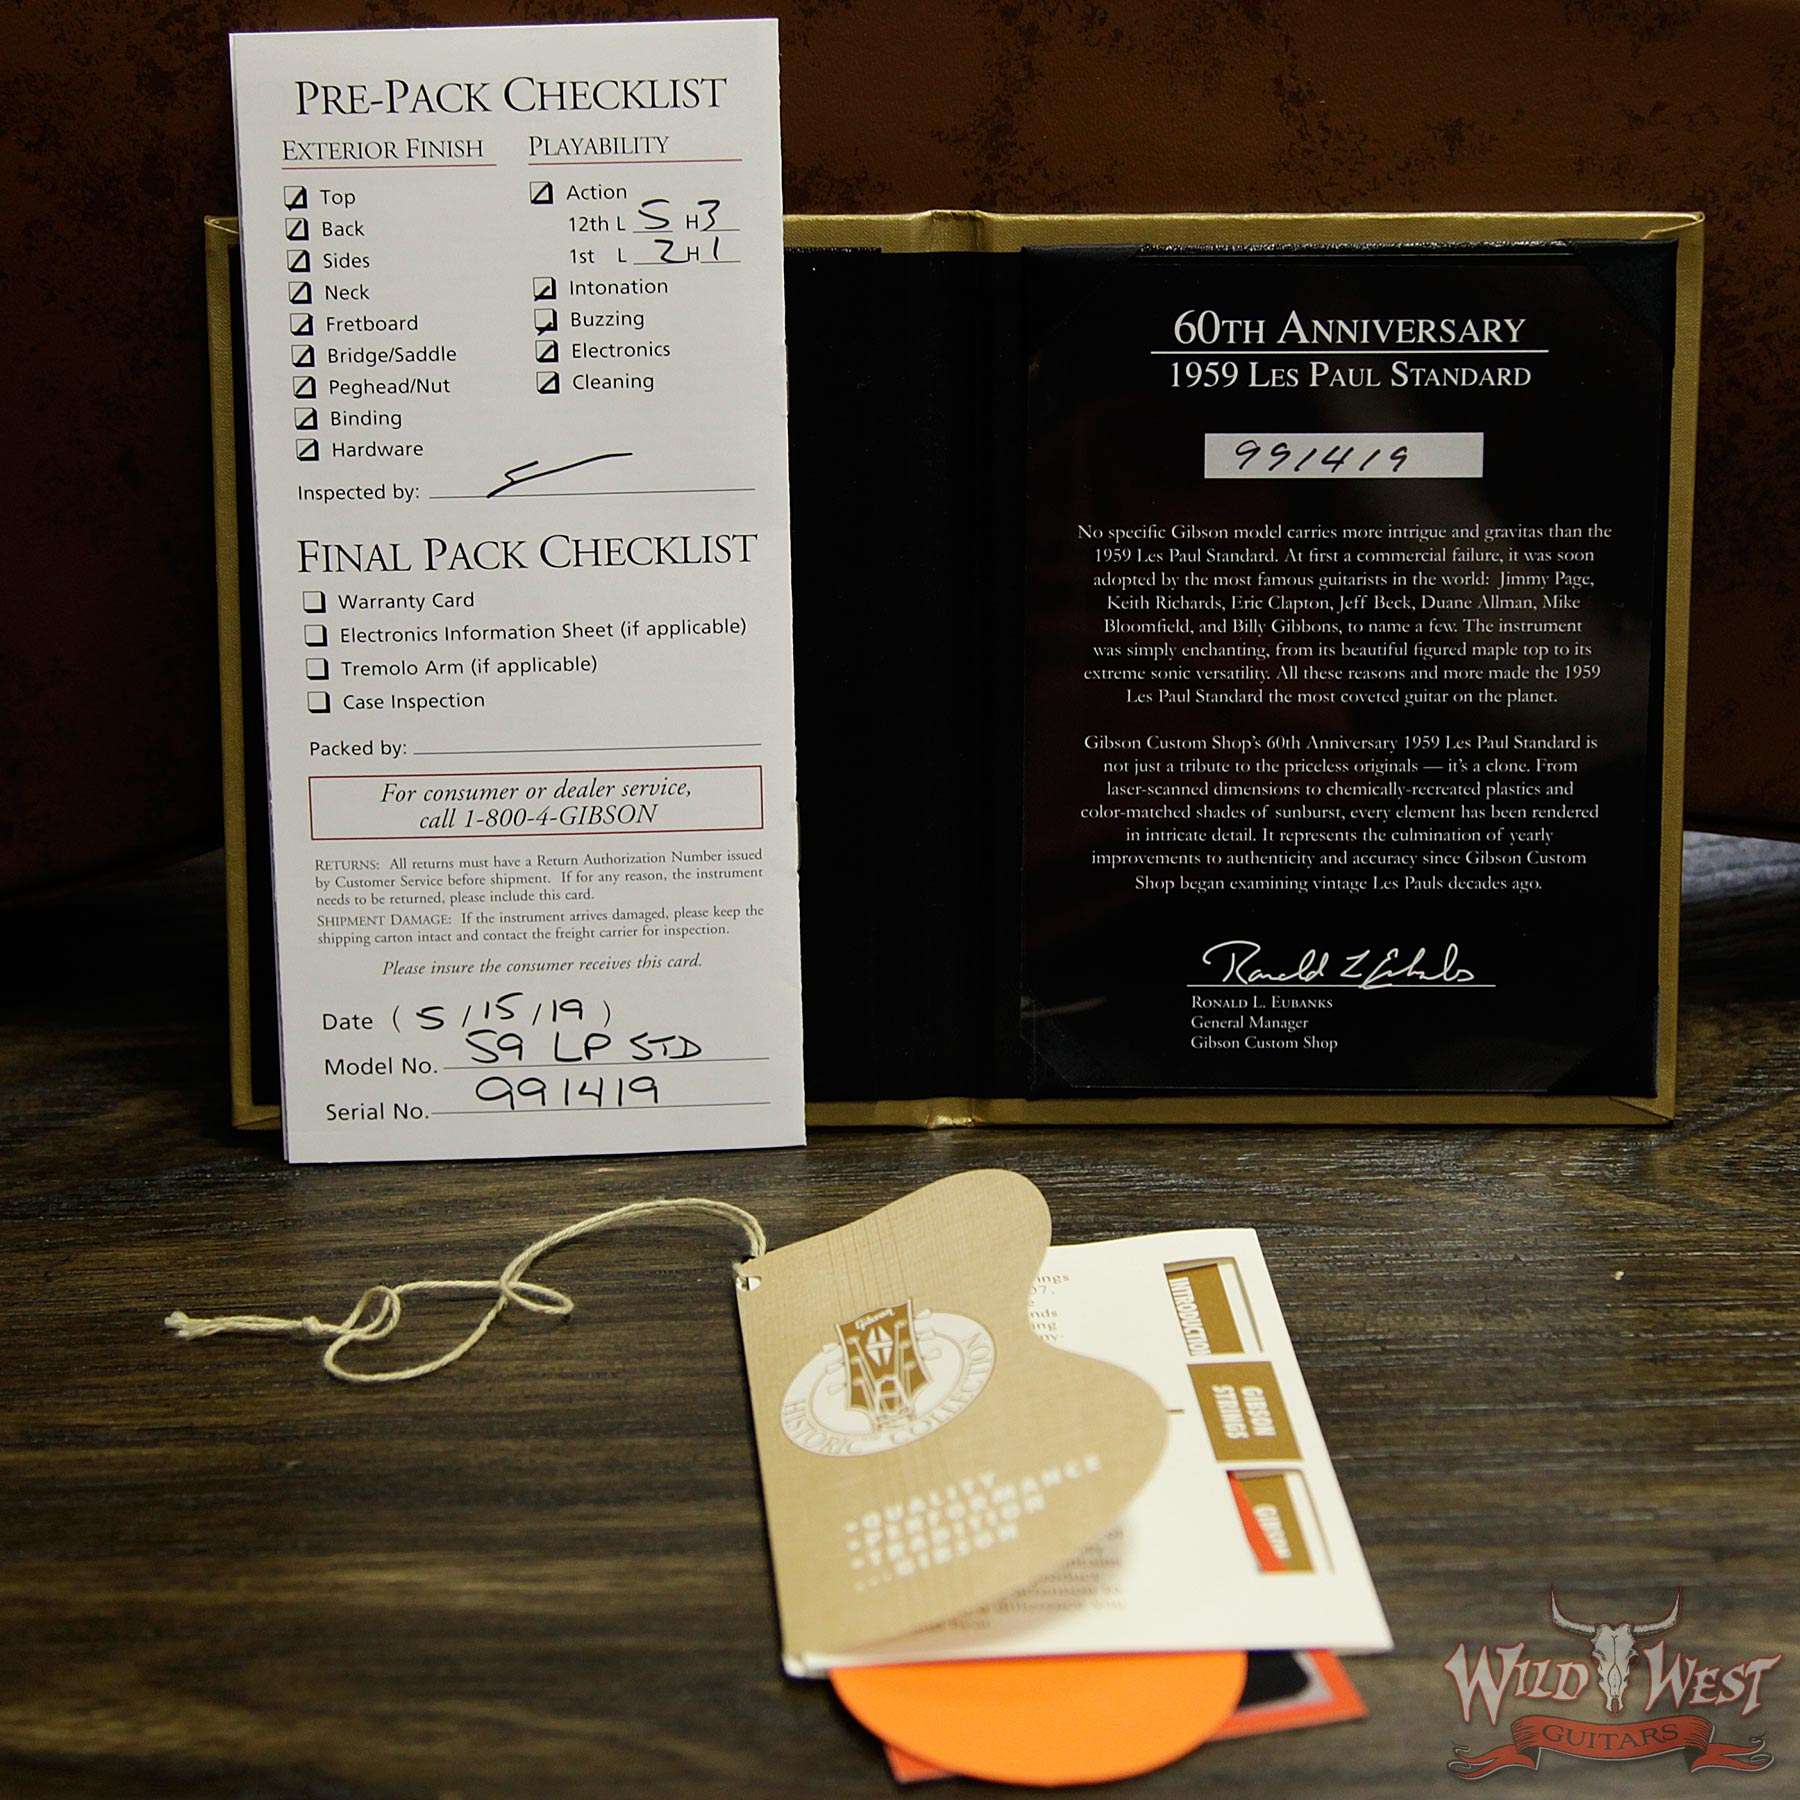 PRE-PACK CHECKLIST
EXTERIOR FINISH
Top
Back
Sides
Neck
Fretboard
Bridge/Saddle
Peghead/Nut
Binding
Hardware
PLAYABILITY
Action
12th L 5 H 3
1st L 2 H 1
Intonation
Buzzing
Electronics
Cleaning
Inspected by:
FINAL PACK CHECKLIST
Warranty Card
Electronics Information Sheet (if applicable)
Tremolo Arm (if applicable)
Case Inspection
Packed by:
For consumer or dealer service,
call 1-800-4-GIBSON
RETURNS: All returns must have a Return Authorization Number issued
by Customer Service before shipment. If for any reason, the instrument
needs to be returned, please include this card.
SHIPMENT DAMAGE: If the instrument arrives damaged, please keep the
shipping carton intact and contact the freight carrier for inspection.
Please insure the consumer receives this card.
Date ( 5 / 15 / 19 )
Model No. 59 LP STD
Serial No. 991419
60TH ANNIVERSARY
1959 LES PAUL STANDARD
991419
No specific Gibson model carries more intrigue and gravitas than the
1959 Les Paul Standard. At first a commercial failure, it was soon
adopted by the most famous guitarists in the world: Jimmy Page,
Keith Richards, Eric Clapton, Jeff Beck, Duane Allman, Mike
Bloomfield, and Billy Gibbons, to name a few. The instrument
was simply enchanting, from its beautiful figured maple top to its
extreme sonic versatility. All these reasons and more made the 1959
Les Paul Standard the most coveted guitar on the planet.
Gibson Custom Shop's 60th Anniversary 1959 Les Paul Standard is
not just a tribute to the priceless originals — it's a clone. From
laser-scanned dimensions to chemically-recreated plastics and
color-matched shades of sunburst, every element has been rendered
in intricate detail. It represents the culmination of yearly
improvements to authenticity and accuracy since Gibson Custom
Shop began examining vintage Les Pauls decades ago.
Ronald L Eubanks
RONALD L. EUBANKS
General Manager
Gibson Custom Shop
Gibson
HISTORIC COLLECTION
•QUALITY
•PERFORMANCE
•TRADITION
...GIBSON
INTRODUCTION
GIBSON
STRINGS
GIBSON
WILD WEST
GUITARS